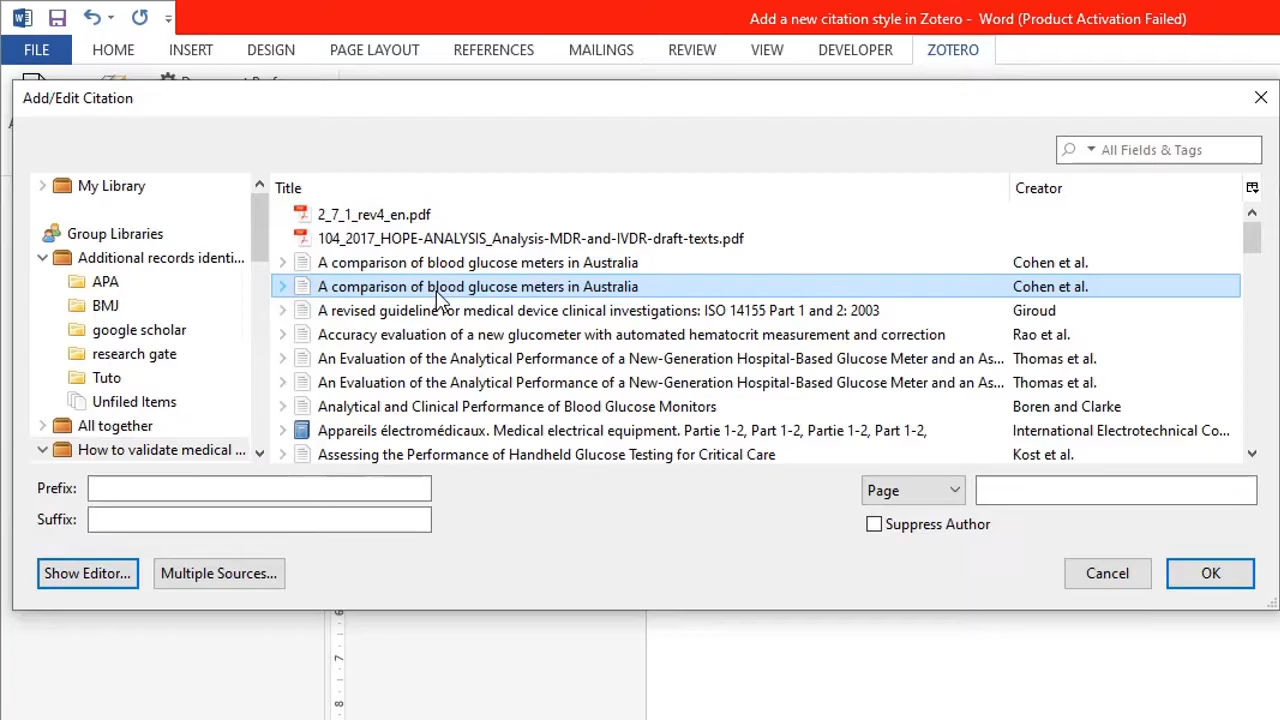 Add a new citation style in Zotero - Word (Product Activation Failed)
FILE HOME INSERT DESIGN PAGE LAYOUT REFERENCES MAILINGS REVIEW VIEW DEVELOPER ZOTERO
Add/Edit Citation
All Fields & Tags
My Library
Group Libraries
Additional records identi...
APA
BMJ
google scholar
research gate
Tuto
Unfiled Items
All together
How to validate medical ...
Title Creator
2_7_1_rev4_en.pdf
104_2017_HOPE-ANALYSIS_Analysis-MDR-and-IVDR-draft-texts.pdf
A comparison of blood glucose meters in Australia Cohen et al.
A comparison of blood glucose meters in Australia Cohen et al.
A revised guideline for medical device clinical investigations: ISO 14155 Part 1 and 2: 2003 Giroud
Accuracy evaluation of a new glucometer with automated hematocrit measurement and correction Rao et al.
An Evaluation of the Analytical Performance of a New-Generation Hospital-Based Glucose Meter and an As... Thomas et al.
An Evaluation of the Analytical Performance of a New-Generation Hospital-Based Glucose Meter and an As... Thomas et al.
Analytical and Clinical Performance of Blood Glucose Monitors Boren and Clarke
Appareils électromédicaux. Medical electrical equipment. Partie 1-2, Part 1-2, Partie 1-2, Part 1-2, International Electrotechnical Co...
Assessing the Performance of Handheld Glucose Testing for Critical Care Kost et al.
Prefix:
Suffix:
Page
Suppress Author
Show Editor... Multiple Sources... Cancel OK
6
7
8